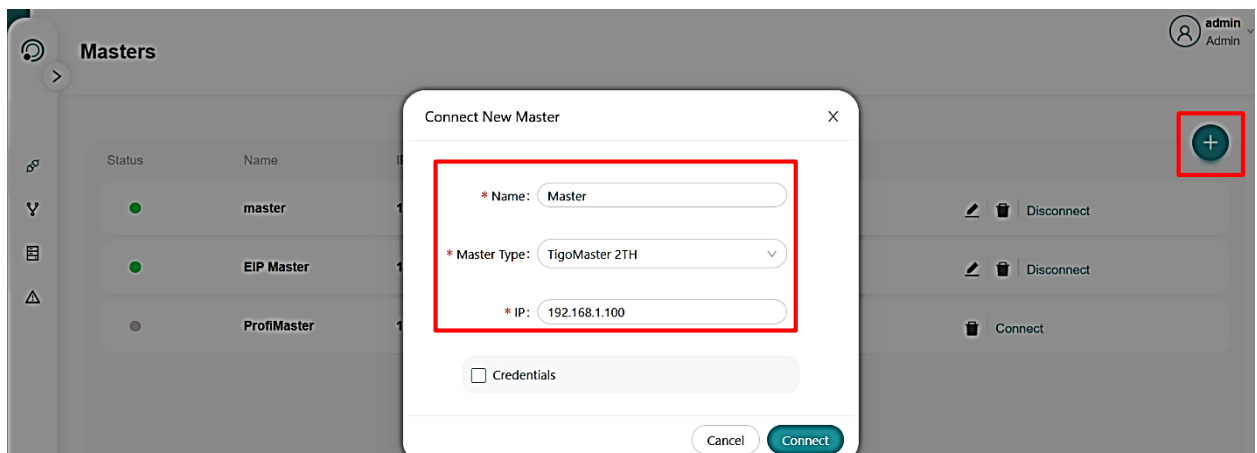 admin
Admin
Masters
Connect New Master X
Status Name
* Name: Master
master Disconnect
* Master Type: TigoMaster 2TH
EIP Master Disconnect
* IP: 192.168.1.100
ProfiMaster Connect
Credentials
Cancel Connect